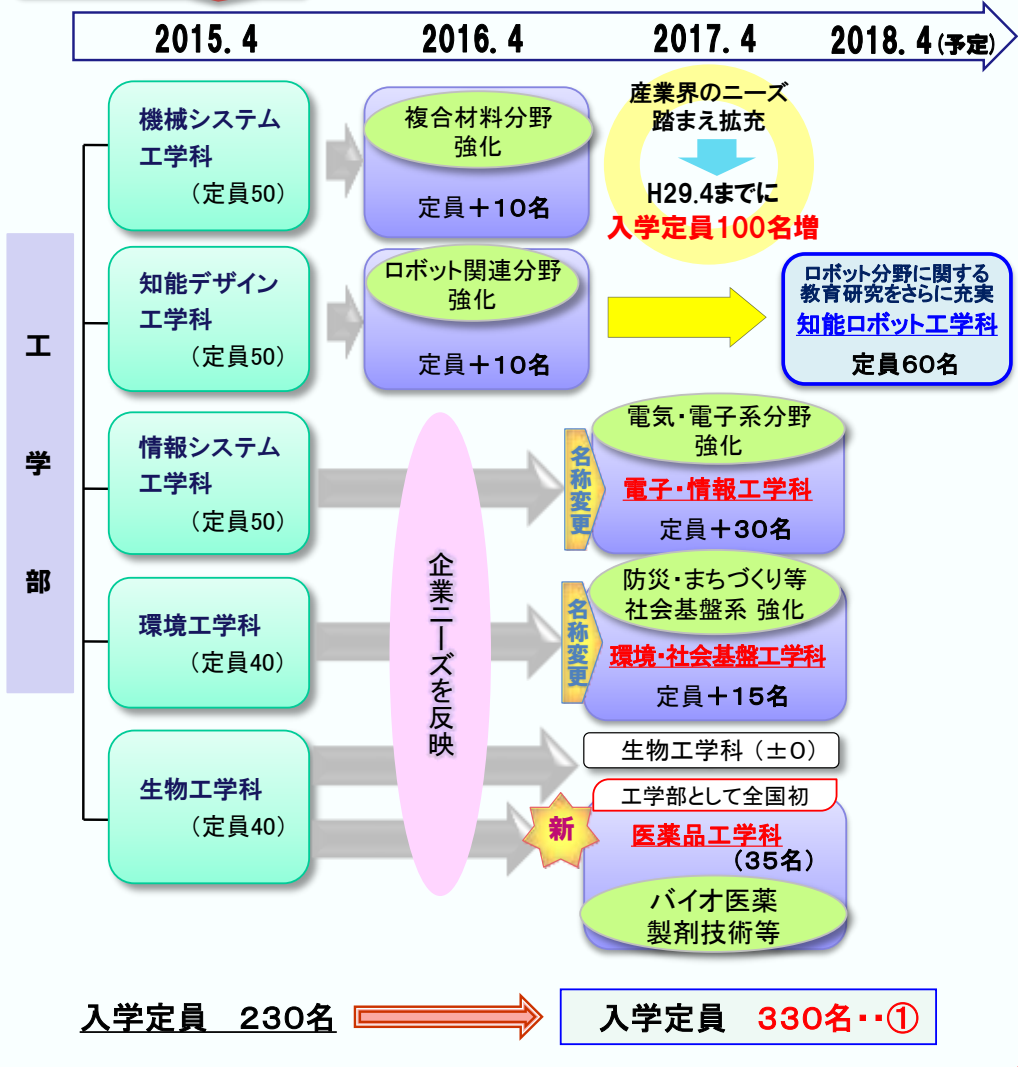 2015.4
2016.4
2017.4
2018.4(予定)
工
学
部
機械システム
工学科
(定員50)
複合材料分野
強化
定員＋10名
産業界のニーズ
踏まえ拡充
H29.4までに
入学定員100名増
知能デザイン
工学科
(定員50)
ロボット関連分野
強化
定員＋10名
ロボット分野に関する
教育研究をさらに充実
知能ロボット工学科
定員60名
情報システム
工学科
(定員50)
企業ニーズを反映
名称変更
電気・電子系分野
強化
電子・情報工学科
定員＋30名
環境工学科
(定員40)
名称変更
防災・まちづくり等
社会基盤系 強化
環境・社会基盤工学科
定員＋15名
生物工学科
(定員40)
生物工学科（±0）
新
工学部として全国初
医薬品工学科
(35名)
バイオ医薬
製剤技術等
入学定員　230名
入学定員　330名・・①